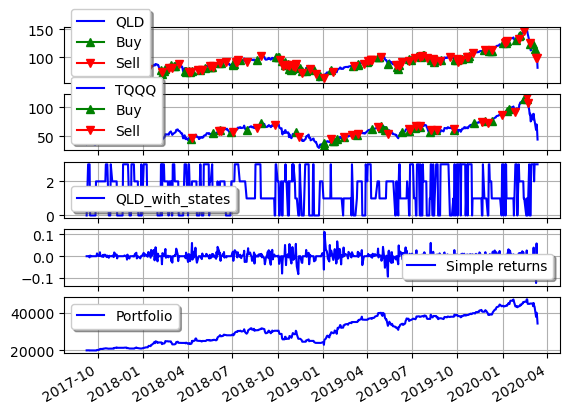 QLD
Buy
Sell
150
100
TQQQ
Buy
Sell
100
50
QLD_with_states
2
0
Simple returns
0.1
0.0
−0.1
Portfolio
40000
20000
2017-10 2018-01 2018-04 2018-07 2018-10 2019-01 2019-04 2019-07 2019-10 2020-01 2020-04